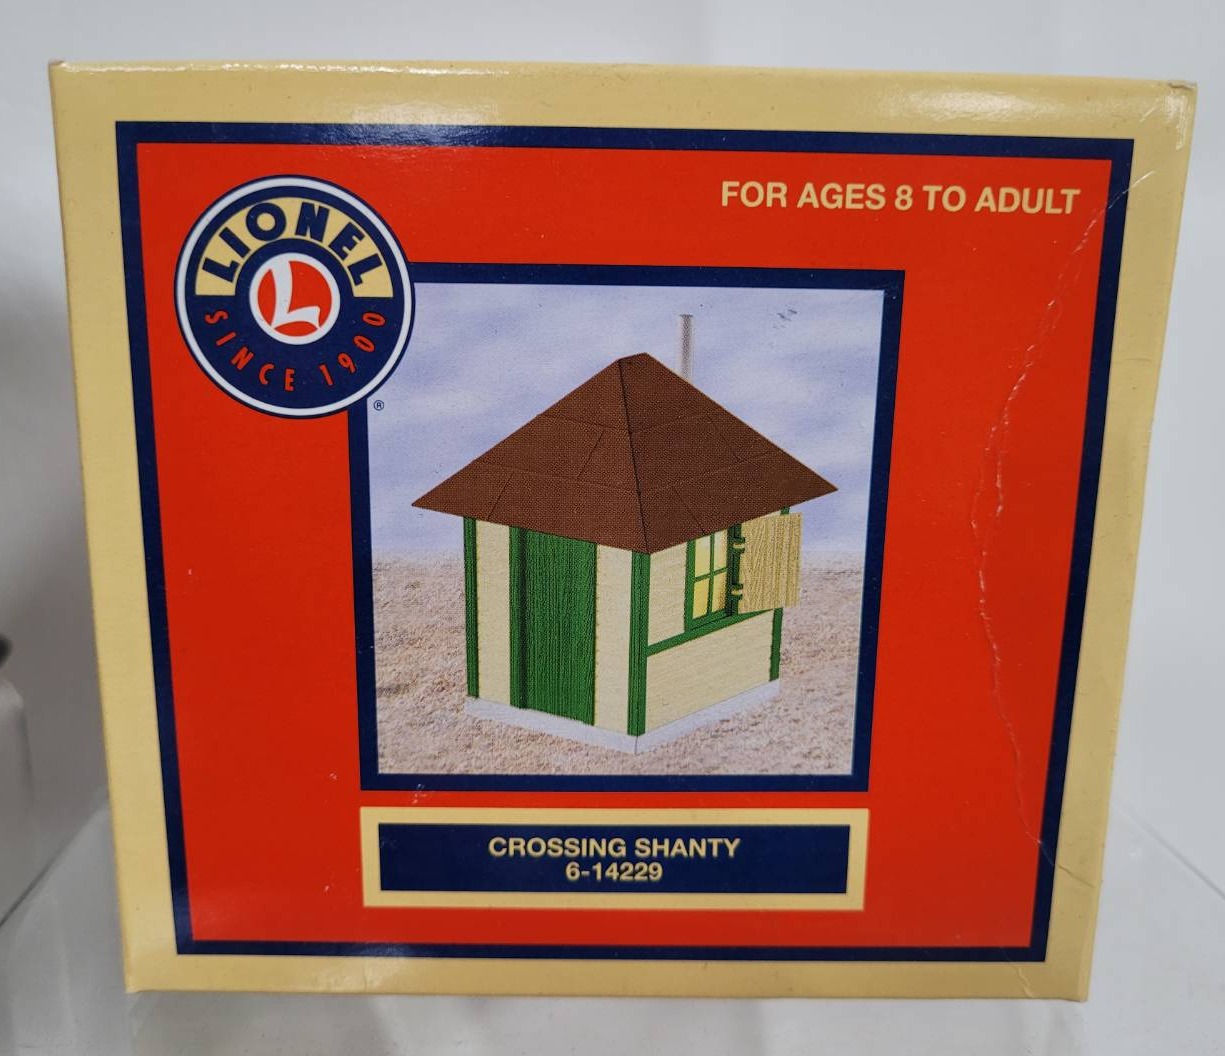 FOR AGES 8 TO ADULT
LIONEL
L
SINCE 1900
®
CROSSING SHANTY
6-14229